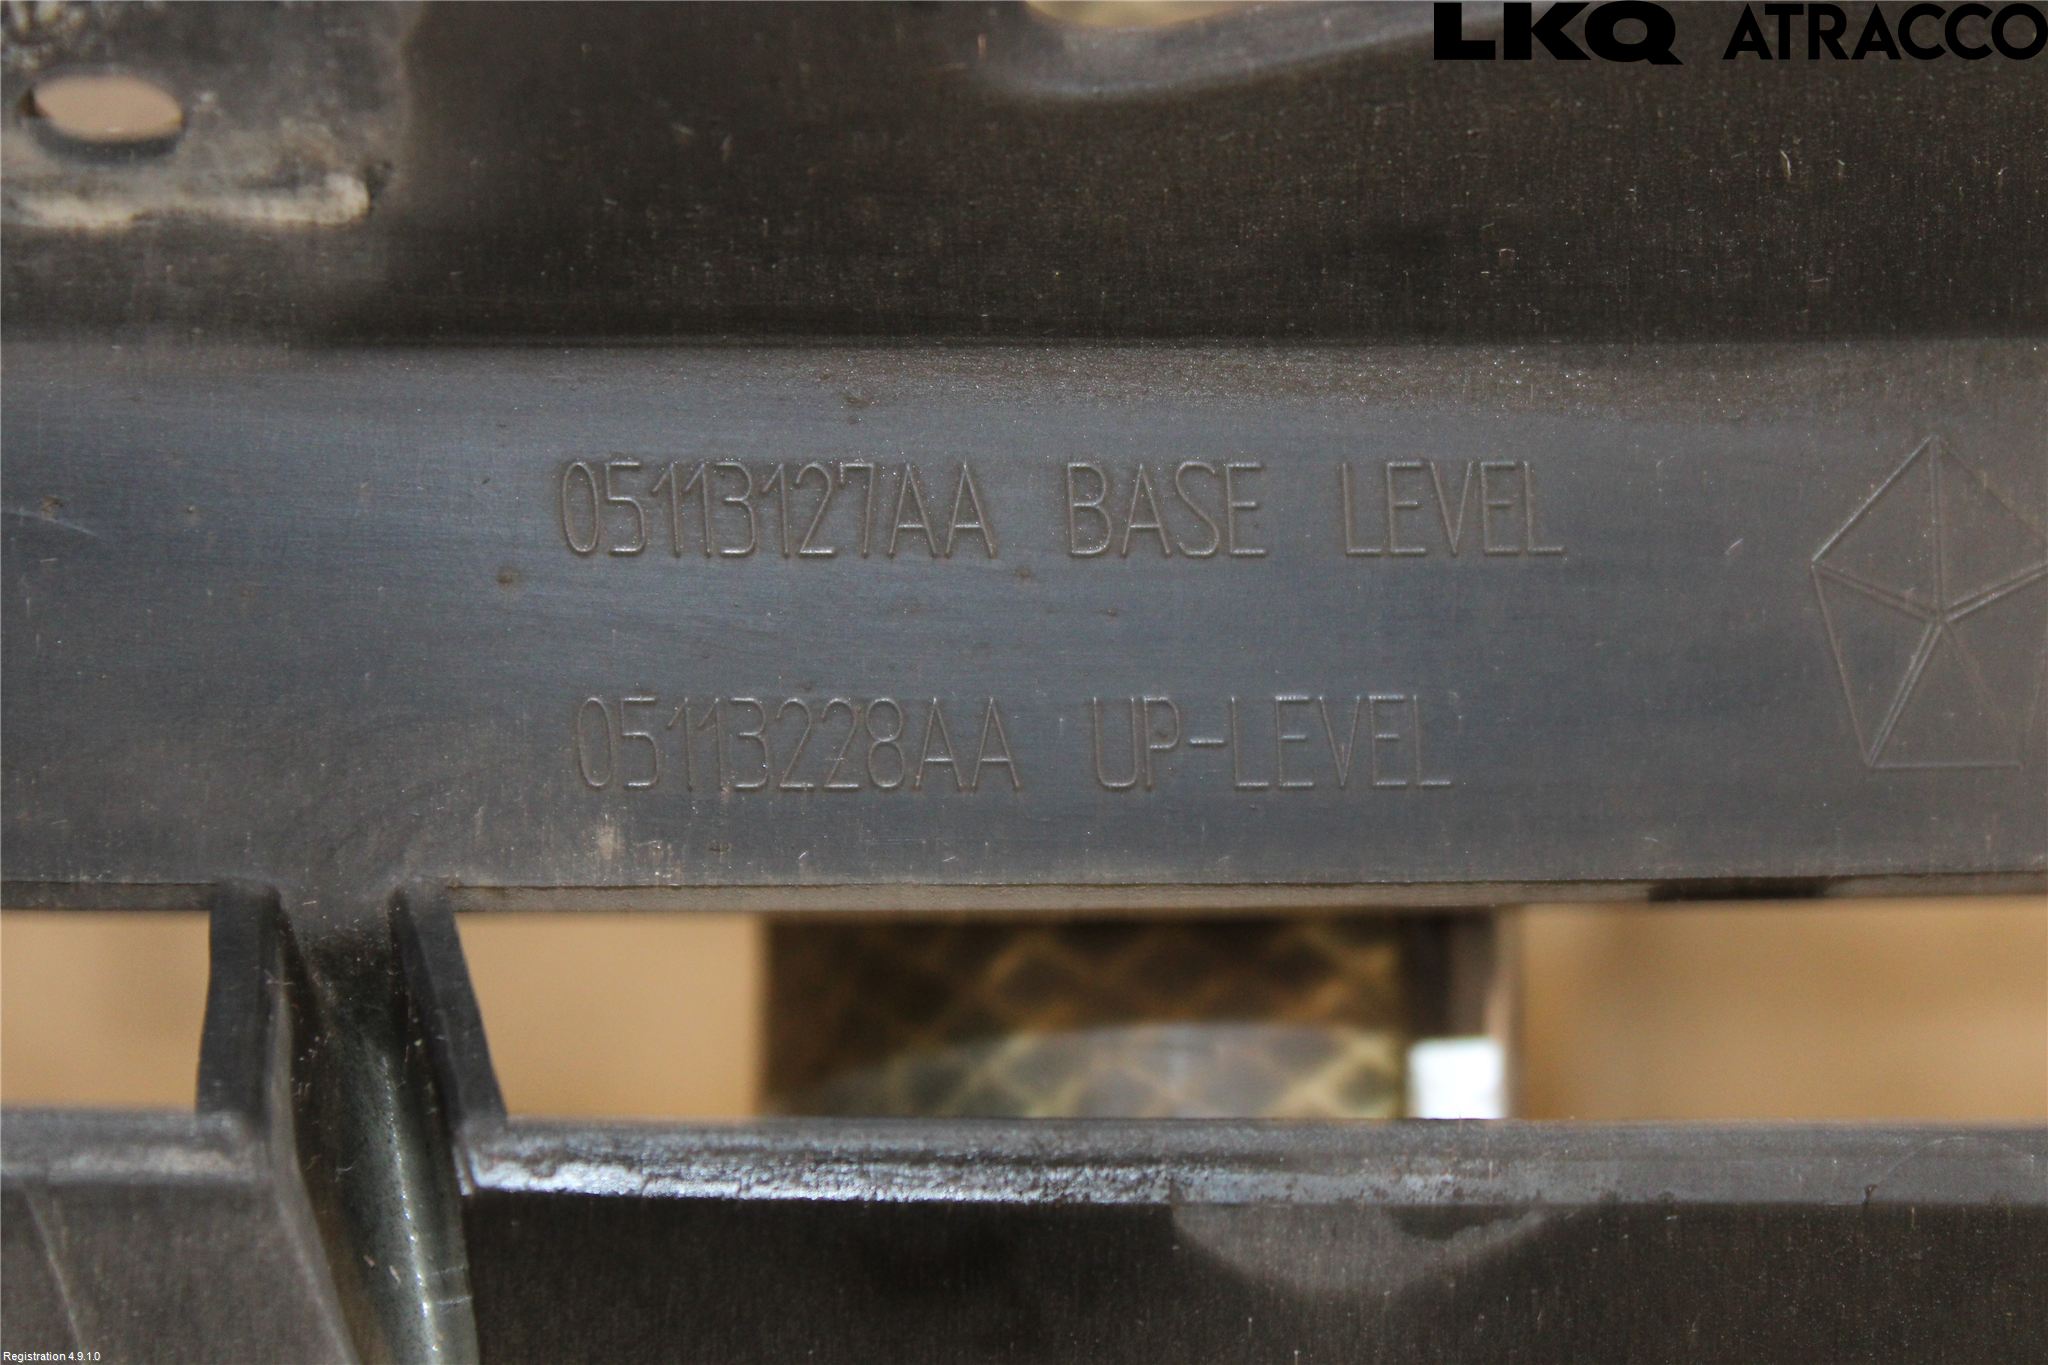 LKQ ATRACCO
05113127AA BASE LEVEL
05113228AA UP-LEVEL
Registration 4.9.1.0